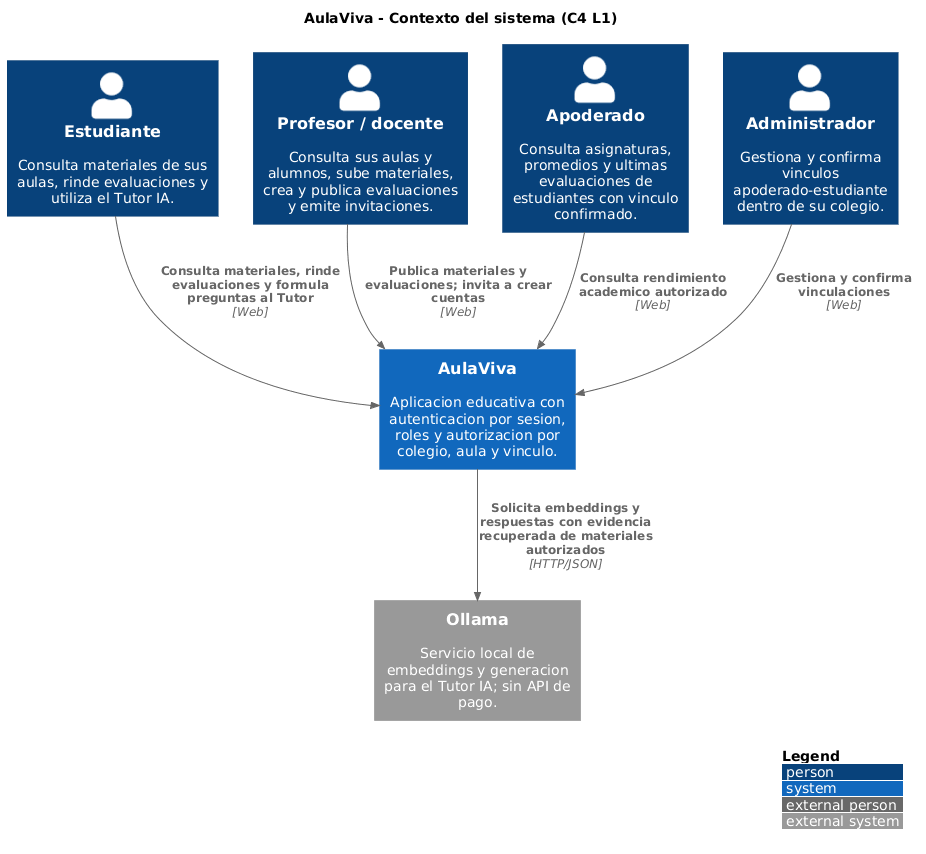 AulaViva - Contexto del sistema (C4 L1)
Estudiante
Consulta materiales de sus
aulas, rinde evaluaciones y
utiliza el Tutor IA.
Profesor / docente
Consulta sus aulas y
alumnos, sube materiales,
crea y publica evaluaciones
y emite invitaciones.
Apoderado
Consulta asignaturas,
promedios y ultimas
evaluaciones de
estudiantes con vinculo
confirmado.
Administrador
Gestiona y confirma
vinculos
apoderado-estudiante
dentro de su colegio.
Consulta materiales, rinde
evaluaciones y formula
preguntas al Tutor
[Web]
Publica materiales y
evaluaciones; invita a crear
cuentas
[Web]
Consulta rendimiento
academico autorizado
[Web]
Gestiona y confirma
vinculaciones
[Web]
AulaViva
Aplicacion educativa con
autenticacion por sesion,
roles y autorizacion por
colegio, aula y vinculo.
Solicita embeddings y
respuestas con evidencia
recuperada de materiales
autorizados
[HTTP/JSON]
Ollama
Servicio local de
embeddings y generacion
para el Tutor IA; sin API de
pago.
Legend
person
system
external person
external system